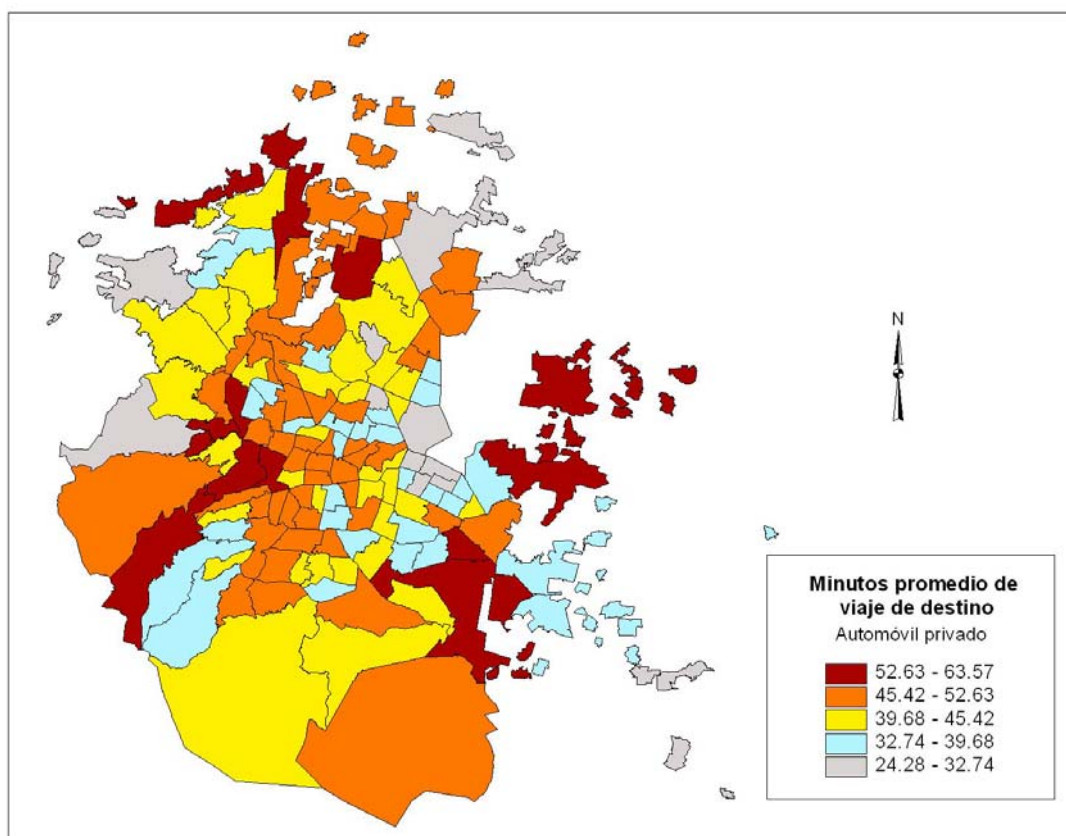 N
Minutos promedio de
viaje de destino
Automóvil privado
52.63 - 63.57
45.42 - 52.63
39.68 - 45.42
32.74 - 39.68
24.28 - 32.74